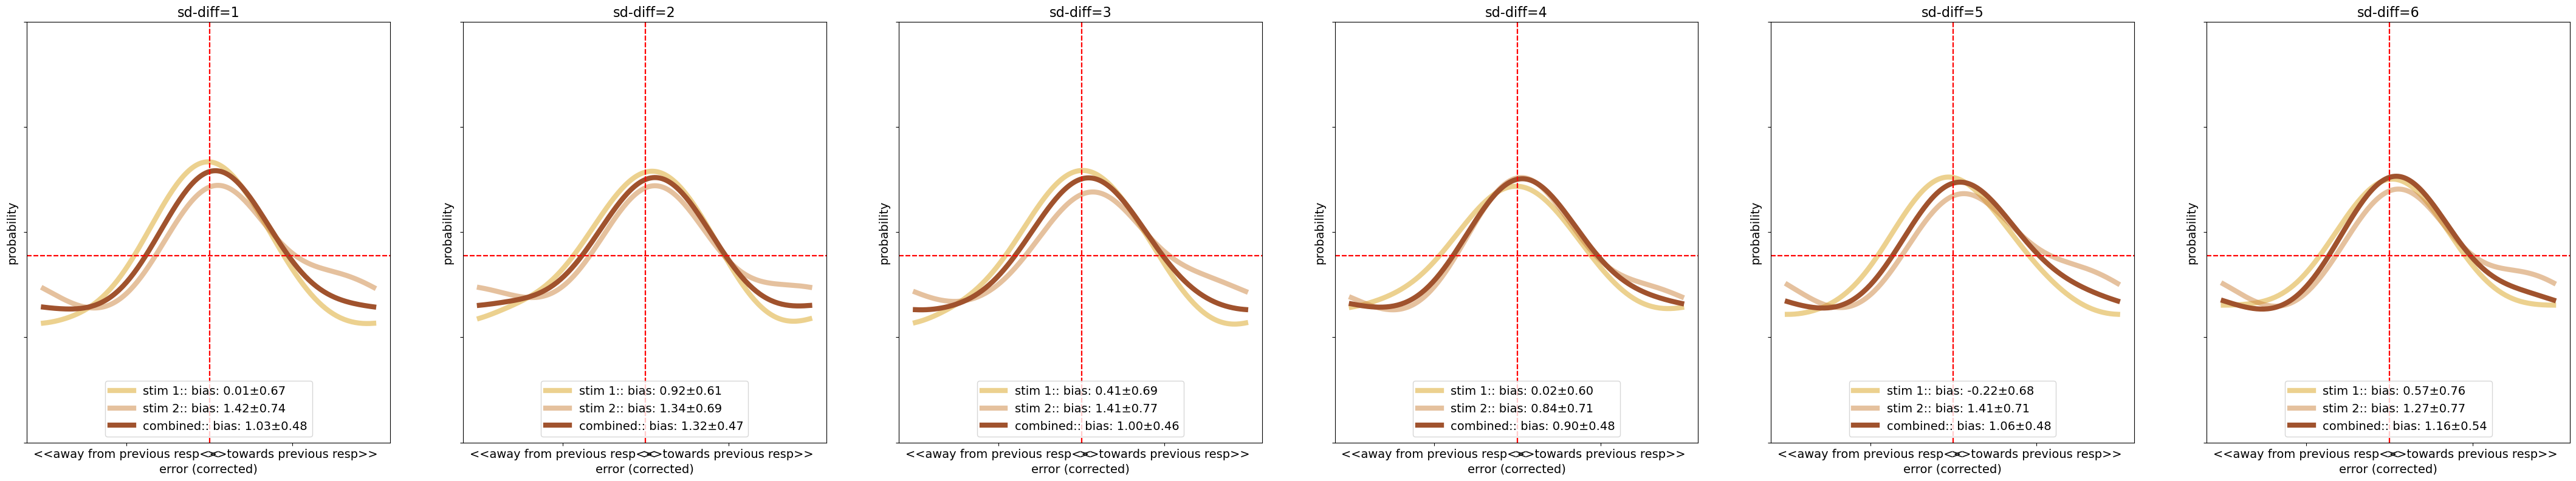 sd-diff=1
probability
stim 1:: bias: 0.01±0.67
stim 2:: bias: 1.42±0.74
combined:: bias: 1.03±0.48
<<away from previous resp<>
<>towards previous resp>>
error (corrected)
sd-diff=2
probability
stim 1:: bias: 0.92±0.61
stim 2:: bias: 1.34±0.69
combined:: bias: 1.32±0.47
<<away from previous resp<>
<>towards previous resp>>
error (corrected)
sd-diff=3
probability
stim 1:: bias: 0.41±0.69
stim 2:: bias: 1.41±0.77
combined:: bias: 1.00±0.46
<<away from previous resp<>
<>towards previous resp>>
error (corrected)
sd-diff=4
probability
stim 1:: bias: 0.02±0.60
stim 2:: bias: 0.84±0.71
combined:: bias: 0.90±0.48
<<away from previous resp<>
<>towards previous resp>>
error (corrected)
sd-diff=5
probability
stim 1:: bias: -0.22±0.68
stim 2:: bias: 1.41±0.71
combined:: bias: 1.06±0.48
<<away from previous resp<>
<>towards previous resp>>
error (corrected)
sd-diff=6
probability
stim 1:: bias: 0.57±0.76
stim 2:: bias: 1.27±0.77
combined:: bias: 1.16±0.54
<<away from previous resp<>
<>towards previous resp>>
error (corrected)